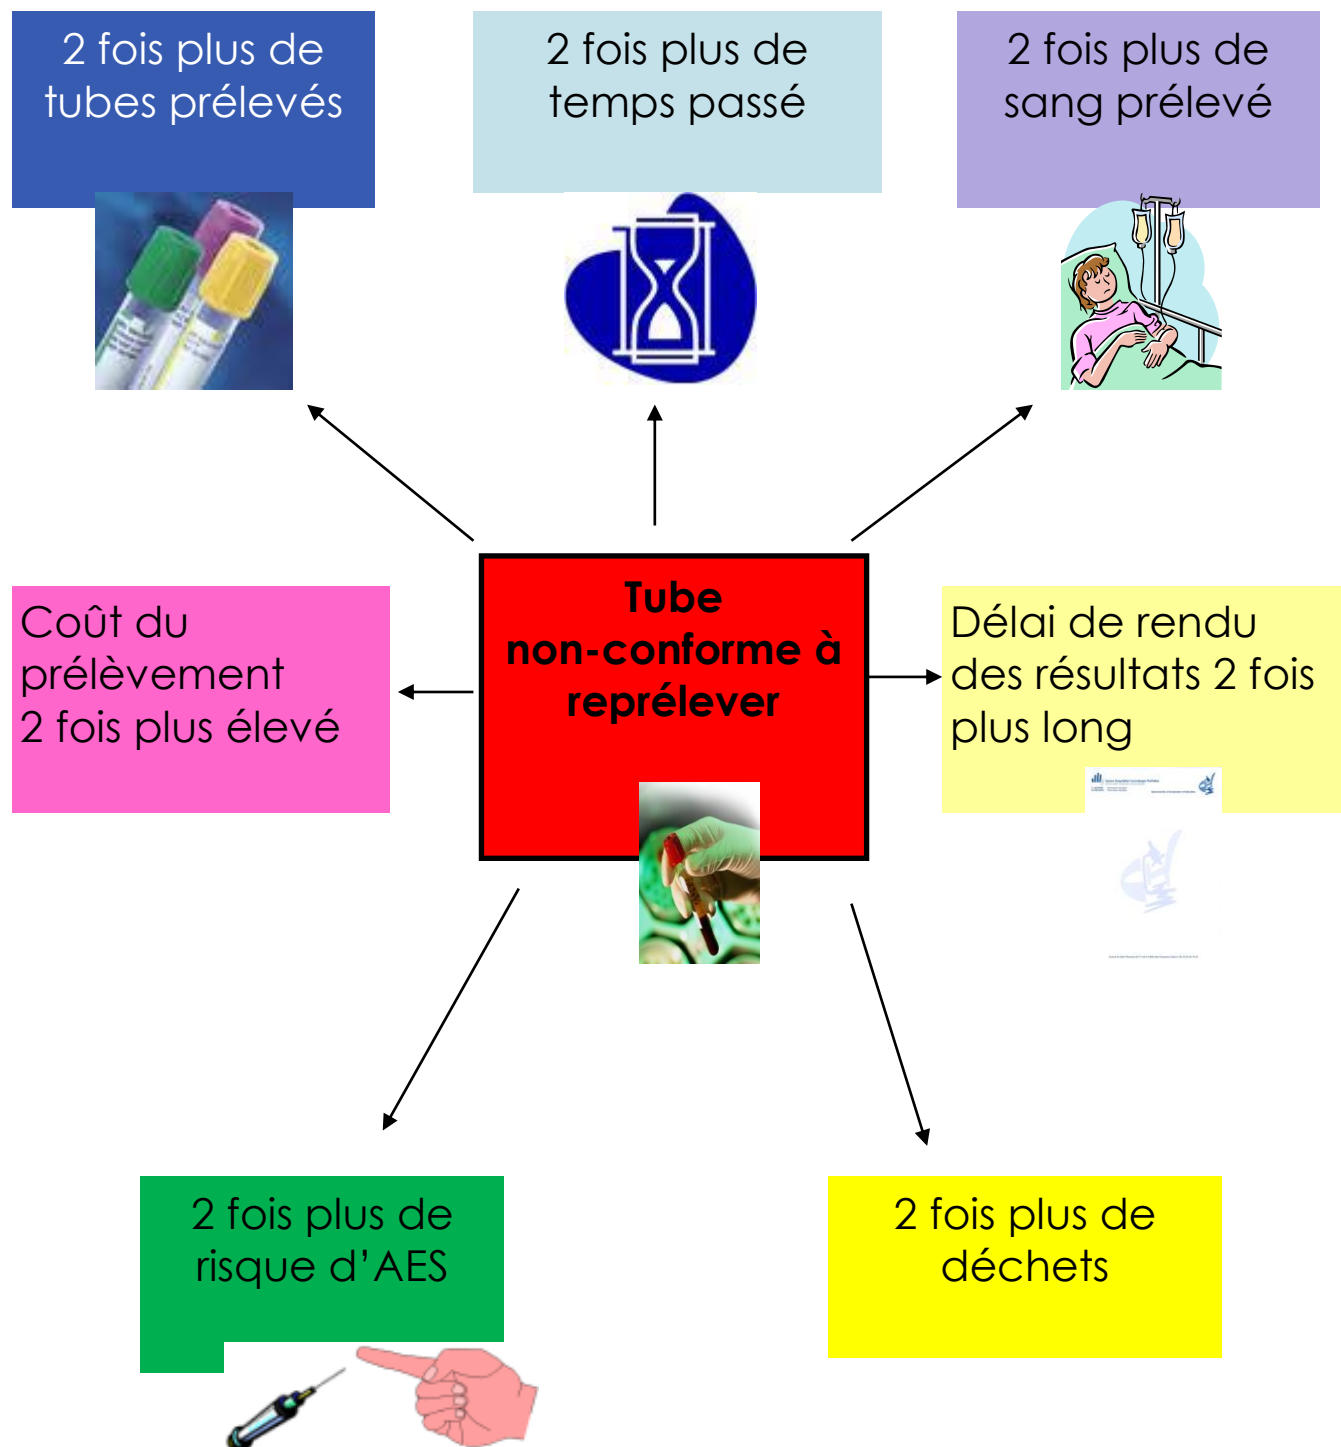 2 fois plus de
tubes prélevés
2 fois plus de
temps passé
2 fois plus de
sang prélevé
Coût du
prélèvement
2 fois plus élevé
Tube
non-conforme à
reprélever
Délai de rendu
des résultats 2 fois
plus long
2 fois plus de
risque d’AES
2 fois plus de
déchets